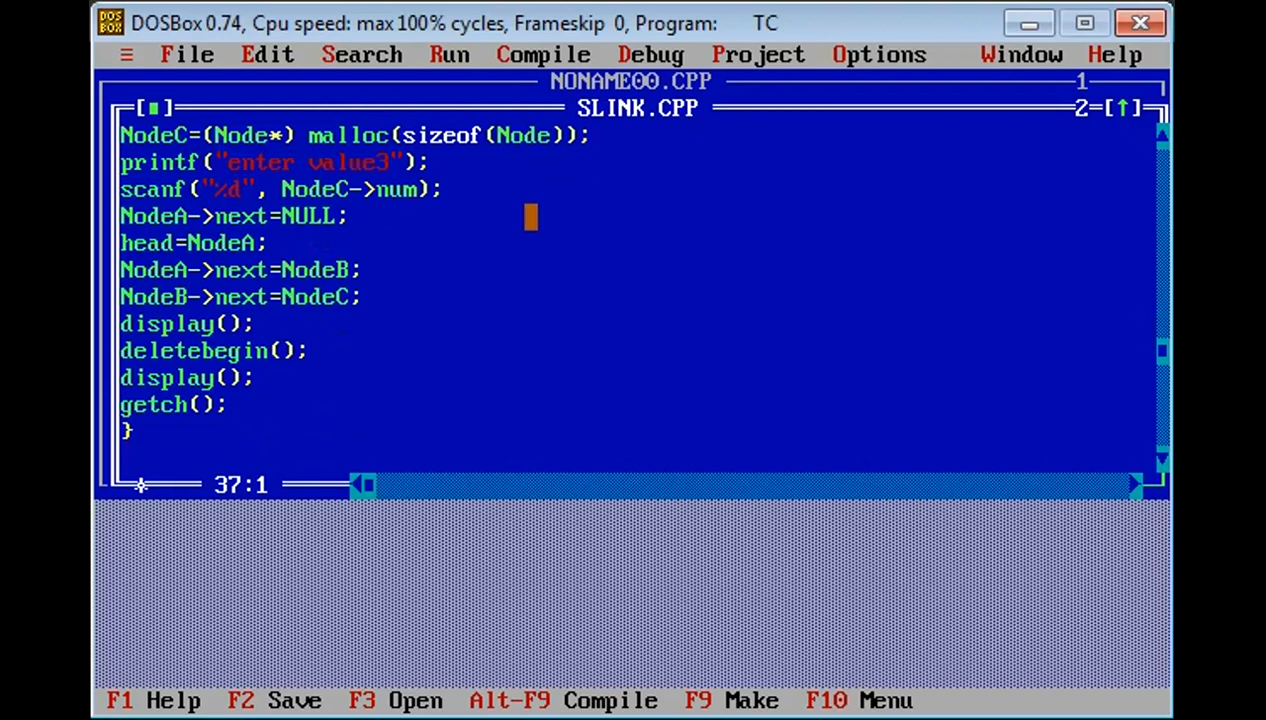 DOS BOX DOSBox 0.74, Cpu speed: max 100% cycles, Frameskip 0, Program: TC
≡ File Edit Search Run Compile Debug Project Options Window Help
NONAME00.CPP 1
[■] SLINK.CPP 2=[↑]
NodeC=(Node*) malloc(sizeof(Node));
printf("enter value3");
scanf("%d", NodeC->num);
NodeA->next=NULL;
head=NodeA;
NodeA->next=NodeB;
NodeB->next=NodeC;
display();
deletebegin();
display();
getch();
}
37:1
F1 Help F2 Save F3 Open Alt-F9 Compile F9 Make F10 Menu